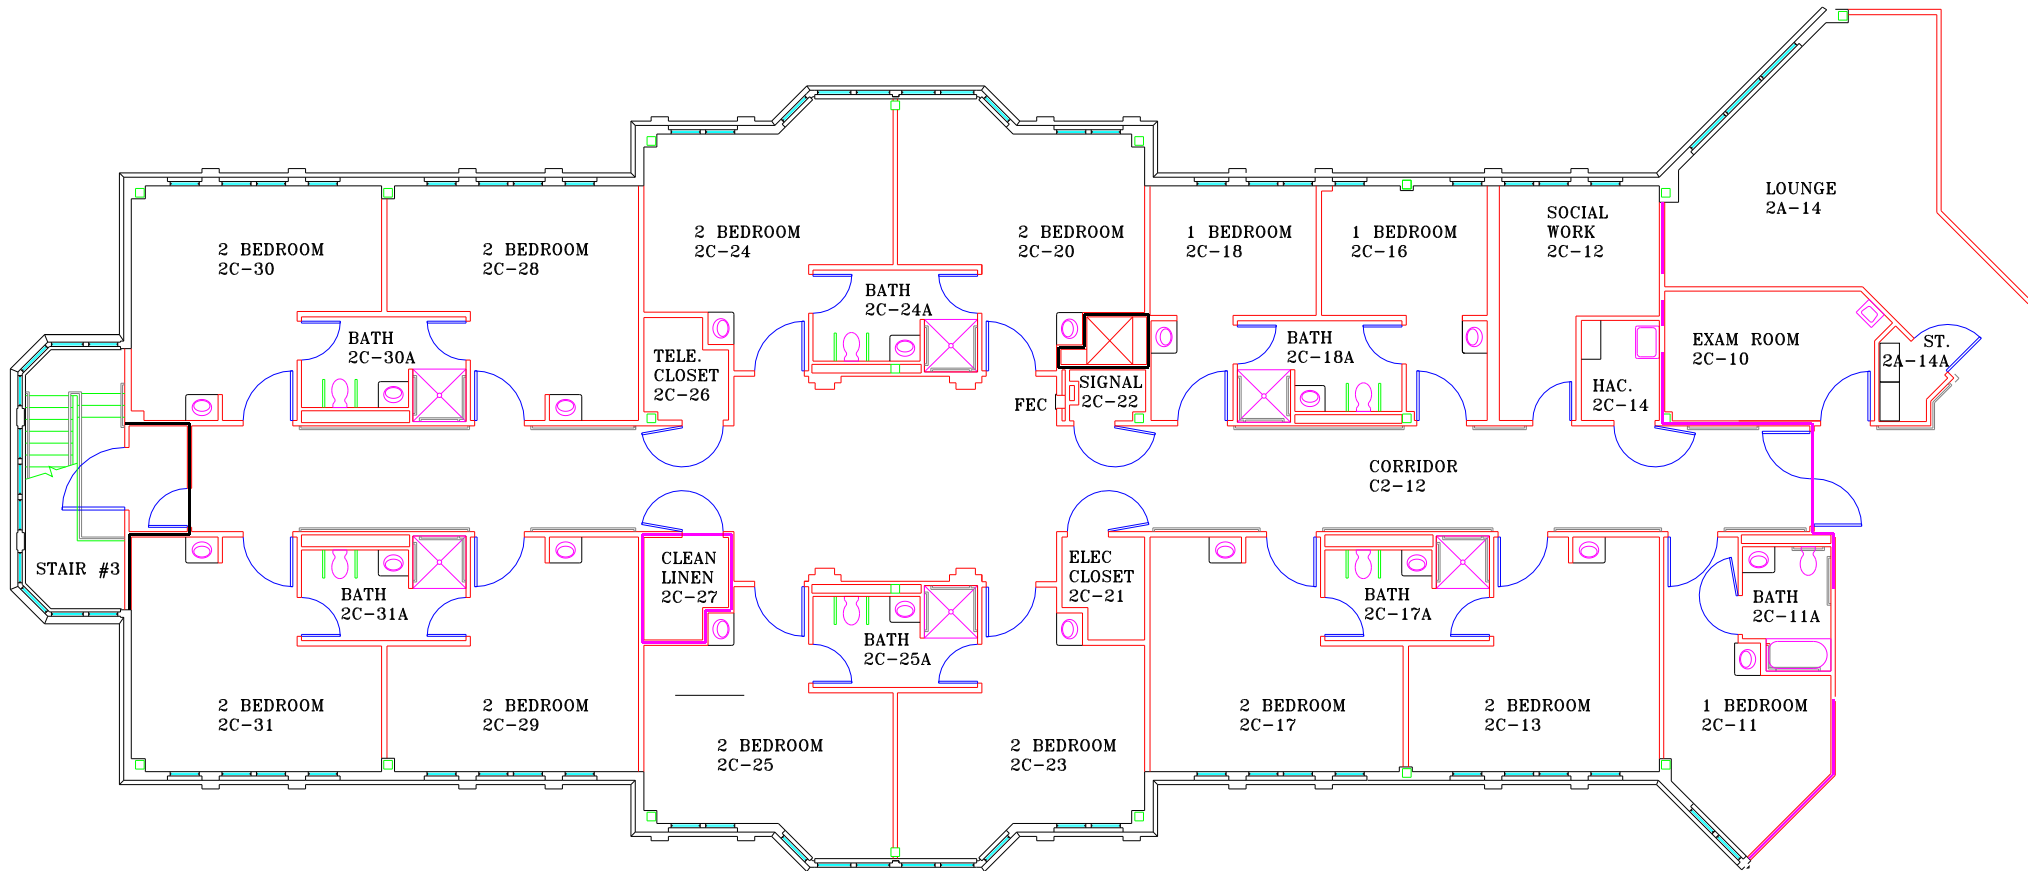 LOUNGE
2A-14
SOCIAL
WORK
2C-12
2 BEDROOM
2C-24
2 BEDROOM
2C-20
1 BEDROOM
2C-18
1 BEDROOM
2C-16
2 BEDROOM
2C-30
2 BEDROOM
2C-28
BATH
2C-24A
BATH
2C-30A
BATH
2C-18A
EXAM ROOM
2C-10
ST.
2A-14A
TELE.
CLOSET
2C-26
SIGNAL
2C-22
FEC
HAC.
2C-14
CORRIDOR
C2-12
STAIR #3
CLEAN
LINEN
2C-27
ELEC
CLOSET
2C-21
BATH
2C-31A
BATH
2C-17A
BATH
2C-11A
BATH
2C-25A
2 BEDROOM
2C-31
2 BEDROOM
2C-29
2 BEDROOM
2C-17
2 BEDROOM
2C-13
1 BEDROOM
2C-11
2 BEDROOM
2C-25
2 BEDROOM
2C-23